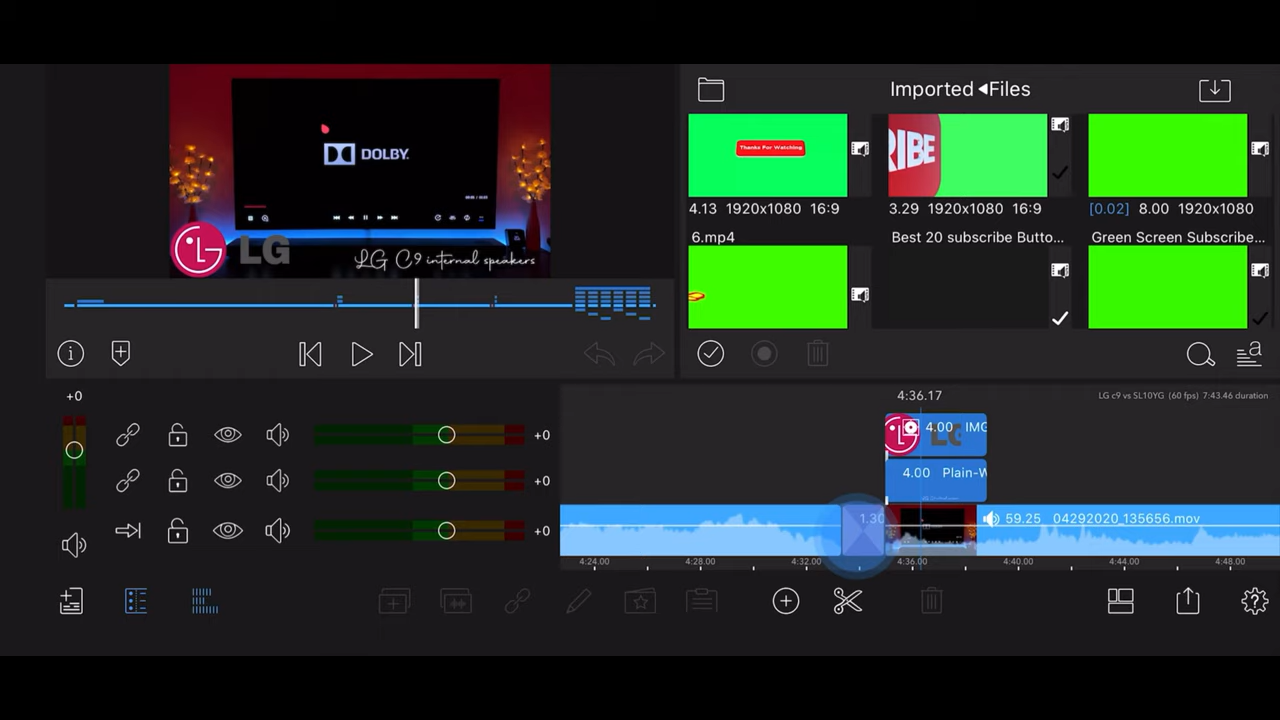 DOLBY.
LG
LG C9 internal speakers
Imported ◂Files
Thanks For Watching
RIBE
4.13 1920x1080 16:9
3.29 1920x1080 16:9
[0.02] 8.00 1920x1080
6.mp4
Best 20 subscribe Butto...
Green Screen Subscribe...
+0
4:36.17
LG c9 vs SL10YG (60 fps) 7:43.46 duration
+0
4.00 IMG
+0
4.00 Plain-W
+0
1.30
59.25 04292020_135656.mov
4:24.00
4:28.00
4:32.00
4:36.00
4:40.00
4:44.00
4:48.00